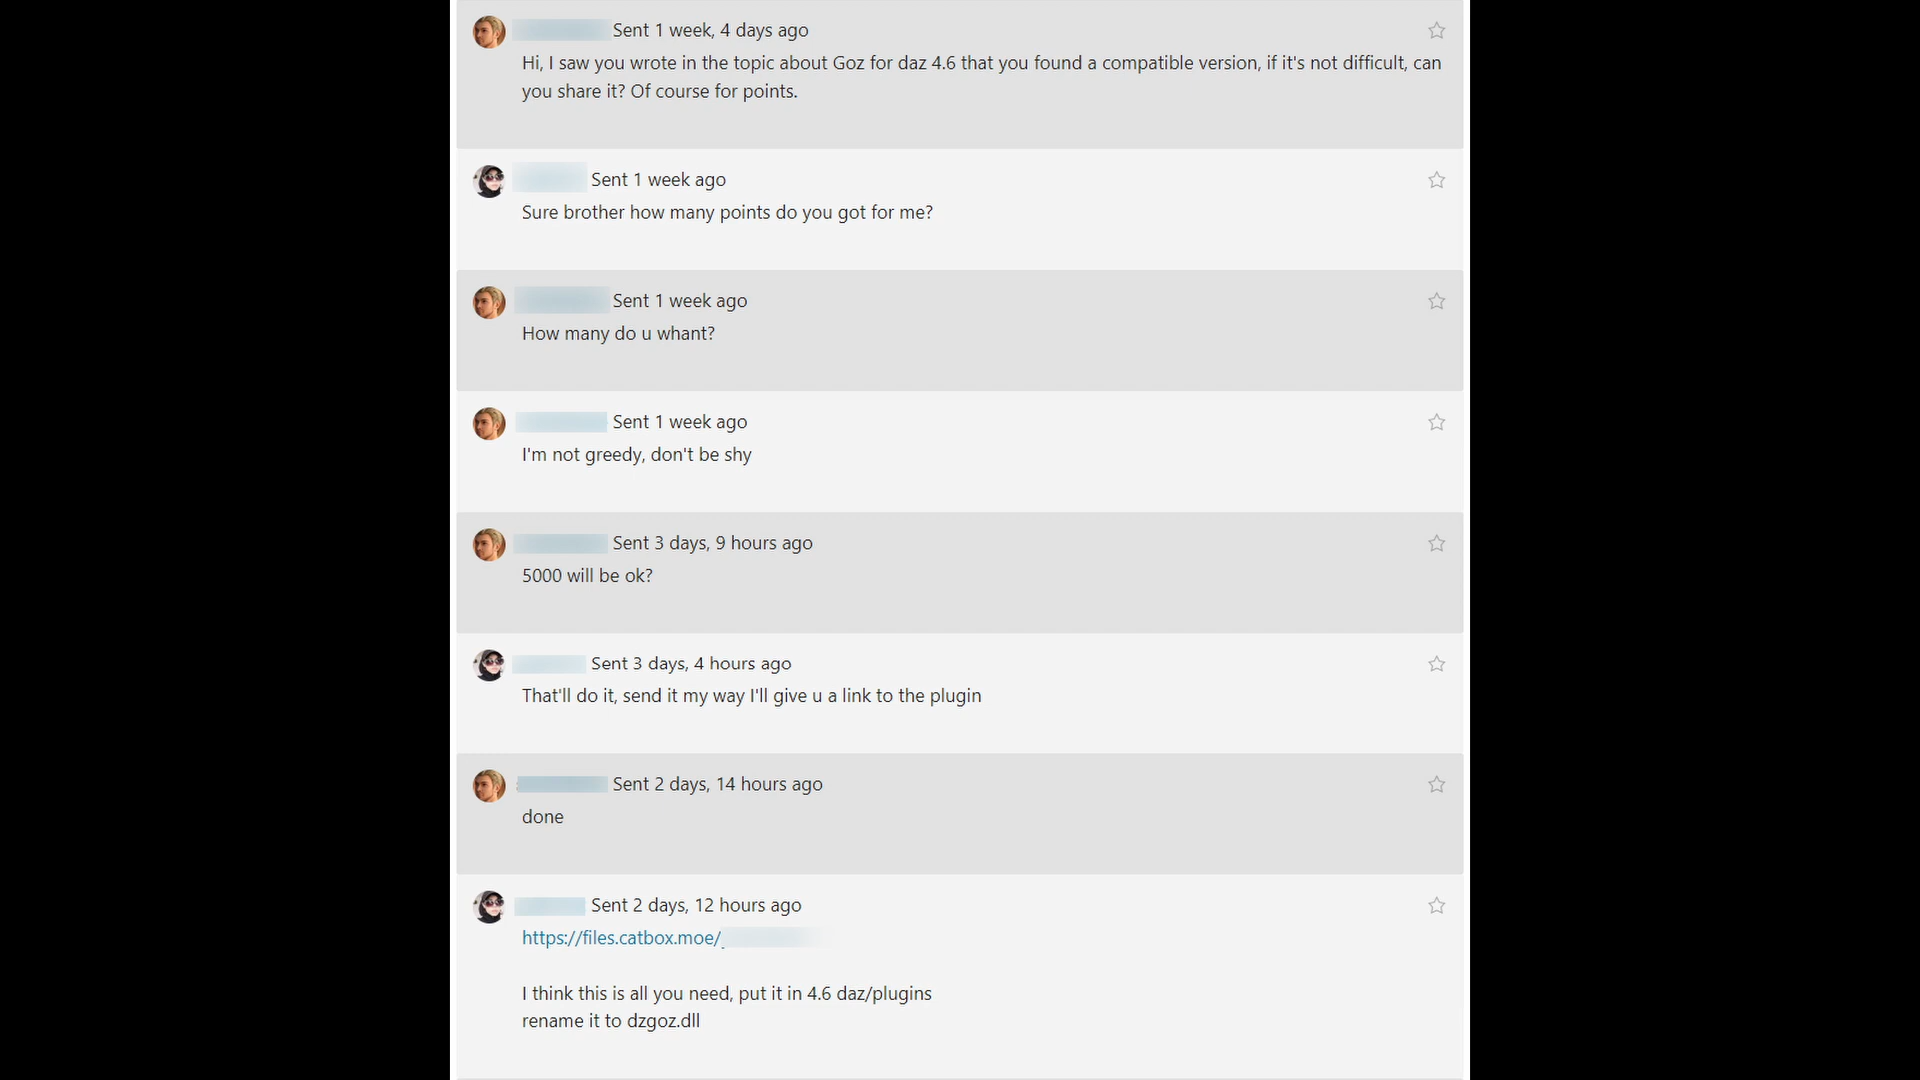 Sent 1 week, 4 days ago
Hi, I saw you wrote in the topic about Goz for daz 4.6 that you found a compatible version, if it's not difficult, can
you share it? Of course for points.
Sent 1 week ago
Sure brother how many points do you got for me?
Sent 1 week ago
How many do u whant?
Sent 1 week ago
I'm not greedy, don't be shy
Sent 3 days, 9 hours ago
5000 will be ok?
Sent 3 days, 4 hours ago
That'll do it, send it my way I'll give u a link to the plugin
Sent 2 days, 14 hours ago
done
Sent 2 days, 12 hours ago
https://files.catbox.moe/
I think this is all you need, put it in 4.6 daz/plugins
rename it to dzgoz.dll